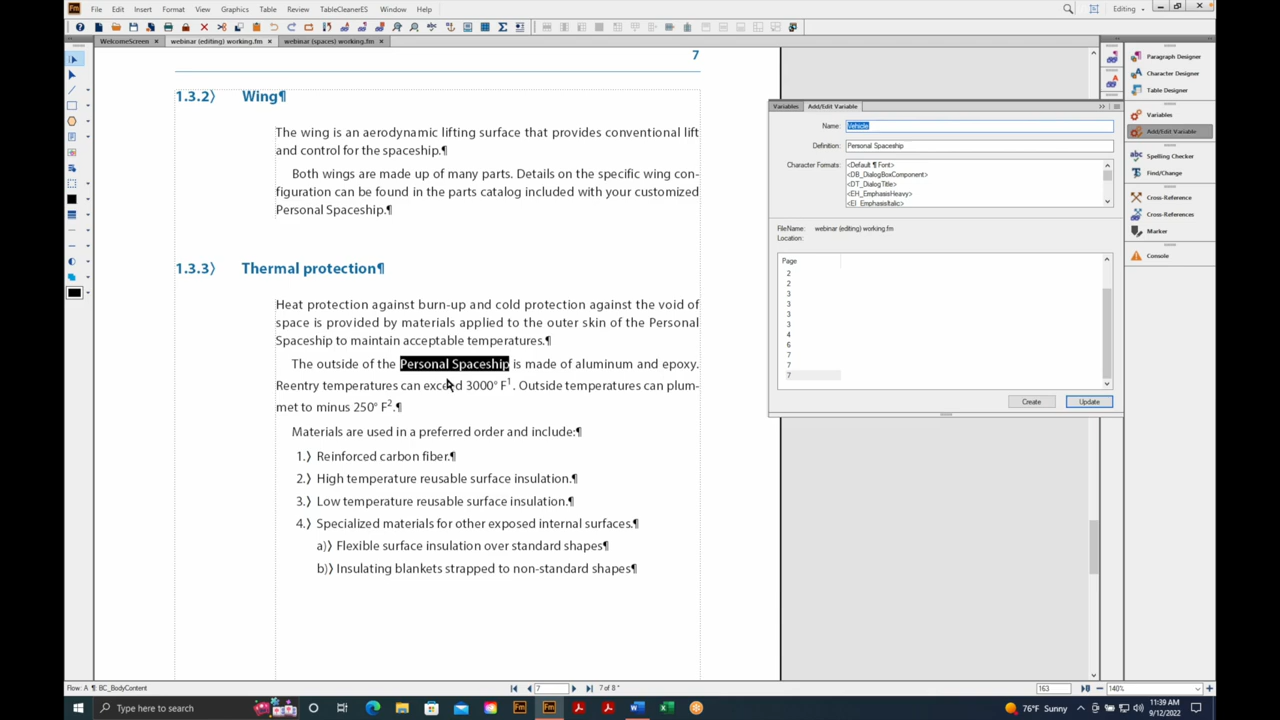 File Edit Insert Format View Graphics Table Review TableCleanerES Window Help
Editing
WelcomeScreen × webinar (editing) working.fm × webinar (spaces) working.fm ×
7
1.3.2⟩ Wing¶
The wing is an aerodynamic lifting surface that provides conventional lift
and control for the spaceship.¶
Both wings are made up of many parts. Details on the specific wing con-
figuration can be found in the parts catalog included with your customized
Personal Spaceship.¶
1.3.3⟩ Thermal protection¶
Heat protection against burn-up and cold protection against the void of
space is provided by materials applied to the outer skin of the Personal
Spaceship to maintain acceptable temperatures.¶
The outside of the Personal Spaceship is made of aluminum and epoxy.
Reentry temperatures can exceed 3000° F1. Outside temperatures can plum-
met to minus 250° F2.¶
Materials are used in a preferred order and include:¶
1.⟩ Reinforced carbon fiber.¶
2.⟩ High temperature reusable surface insulation.¶
3.⟩ Low temperature reusable surface insulation.¶
4.⟩ Specialized materials for other exposed internal surfaces.¶
a)⟩ Flexible surface insulation over standard shapes¶
b)⟩ Insulating blankets strapped to non-standard shapes¶
Variables Add/Edit Variable
Name: Vehicle
Definition: Personal Spaceship
Character Formats: <Default ¶ Font>
<DB_DialogBoxComponent>
<DT_DialogTitle>
<EH_EmphasisHeavy>
<EI_EmphasisItalic>
FileName: webinar (editing) working.fm
Location:
Page
2
2
3
3
3
3
4
6
7
7
7
Create Update
Paragraph Designer
Character Designer
Table Designer
Variables
Add/Edit Variable
Spelling Checker
Find/Change
Cross-Reference
Cross-References
Marker
Console
Flow: A ¶: BC_BodyContent
7 7 of 8 *
163 140%
Type here to search
76°F Sunny
11:39 AM
9/12/2022